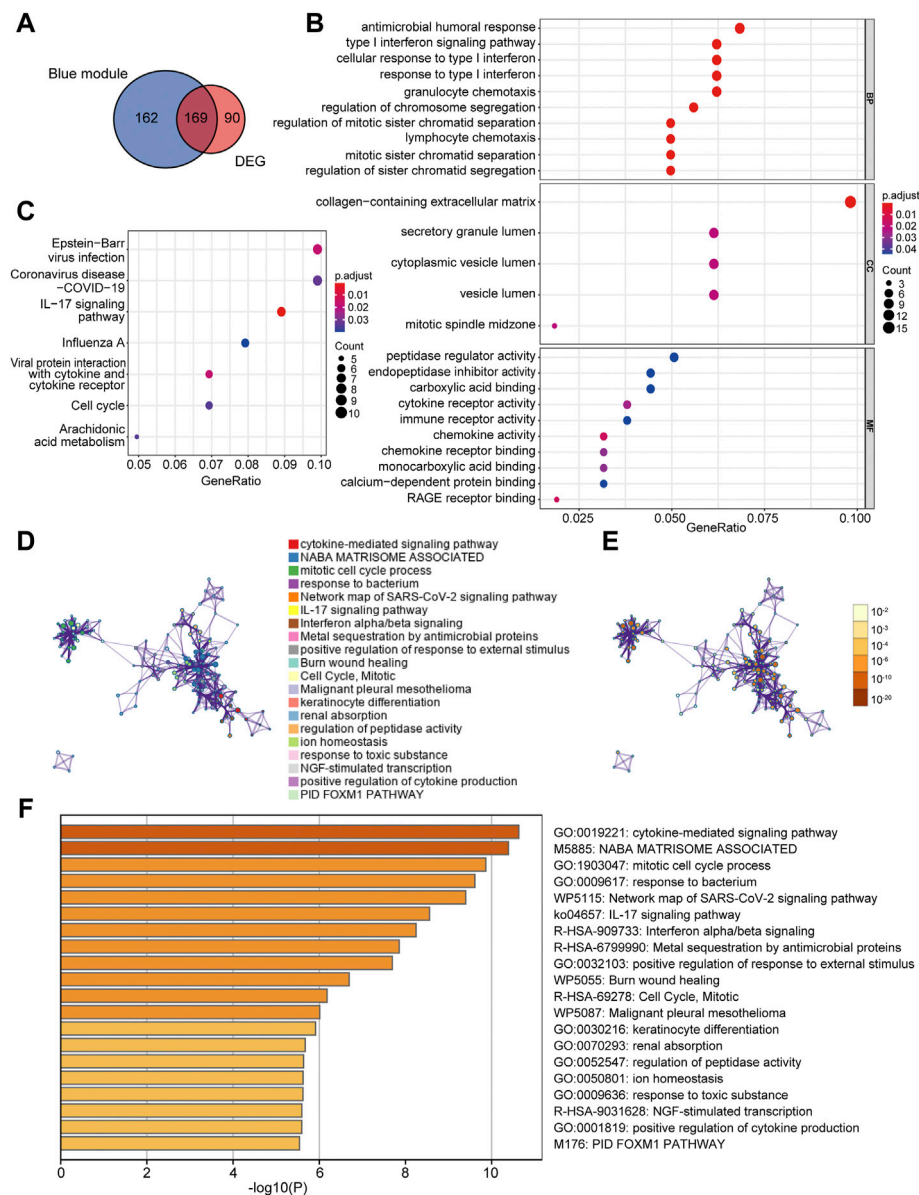 A
Blue module
162
169
90
DEG
B
antimicrobial humoral response
type I interferon signaling pathway
cellular response to type I interferon
response to type I interferon
granulocyte chemotaxis
regulation of chromosome segregation
regulation of mitotic sister chromatid separation
lymphocyte chemotaxis
mitotic sister chromatid separation
regulation of sister chromatid segregation
BP
collagen-containing extracellular matrix
secretory granule lumen
cytoplasmic vesicle lumen
vesicle lumen
mitotic spindle midzone
CC
peptidase regulator activity
endopeptidase inhibitor activity
carboxylic acid binding
cytokine receptor activity
immune receptor activity
chemokine activity
chemokine receptor binding
monocarboxylic acid binding
calcium-dependent protein binding
RAGE receptor binding
MF
0.025
0.050
0.075
0.100
GeneRatio
p.adjust
0.01
0.02
0.03
0.04
Count
3
6
9
12
15
C
Epstein-Barr
virus infection
Coronavirus disease
-COVID-19
IL-17 signaling
pathway
Influenza A
Viral protein interaction
with cytokine and
cytokine receptor
Cell cycle
Arachidonic
acid metabolism
0.05
0.06
0.07
0.08
0.09
0.10
GeneRatio
p.adjust
0.01
0.02
0.03
Count
5
6
7
8
9
10
D
cytokine-mediated signaling pathway
NABA MATRISOME ASSOCIATED
mitotic cell cycle process
response to bacterium
Network map of SARS-CoV-2 signaling pathway
IL-17 signaling pathway
Interferon alpha/beta signaling
Metal sequestration by antimicrobial proteins
positive regulation of response to external stimulus
Burn wound healing
Cell Cycle, Mitotic
Malignant pleural mesothelioma
keratinocyte differentiation
renal absorption
regulation of peptidase activity
ion homeostasis
response to toxic substance
NGF-stimulated transcription
positive regulation of cytokine production
PID FOXM1 PATHWAY
E
10-2
10-3
10-4
10-6
10-10
10-20
F
GO:0019221: cytokine-mediated signaling pathway
M5885: NABA MATRISOME ASSOCIATED
GO:1903047: mitotic cell cycle process
GO:0009617: response to bacterium
WP5115: Network map of SARS-CoV-2 signaling pathway
ko04657: IL-17 signaling pathway
R-HSA-909733: Interferon alpha/beta signaling
R-HSA-6799990: Metal sequestration by antimicrobial proteins
GO:0032103: positive regulation of response to external stimulus
WP5055: Burn wound healing
R-HSA-69278: Cell Cycle, Mitotic
WP5087: Malignant pleural mesothelioma
GO:0030216: keratinocyte differentiation
GO:0070293: renal absorption
GO:0052547: regulation of peptidase activity
GO:0050801: ion homeostasis
GO:0009636: response to toxic substance
R-HSA-9031628: NGF-stimulated transcription
GO:0001819: positive regulation of cytokine production
M176: PID FOXM1 PATHWAY
0
2
4
6
8
10
-log10(P)